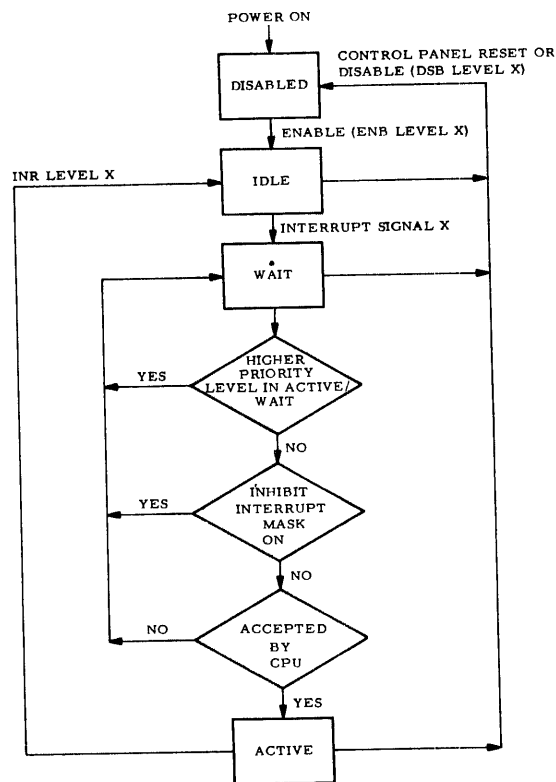 POWER ON
CONTROL PANEL RESET OR
DISABLE (DSB LEVEL X)
DISABLED
ENABLE (ENB LEVEL X)
INR LEVEL X
IDLE
INTERRUPT SIGNAL X
WAIT
HIGHER
PRIORITY
LEVEL IN ACTIVE/
WAIT
YES
NO
INHIBIT
INTERRUPT
MASK
ON
YES
NO
ACCEPTED
BY
CPU
NO
YES
ACTIVE